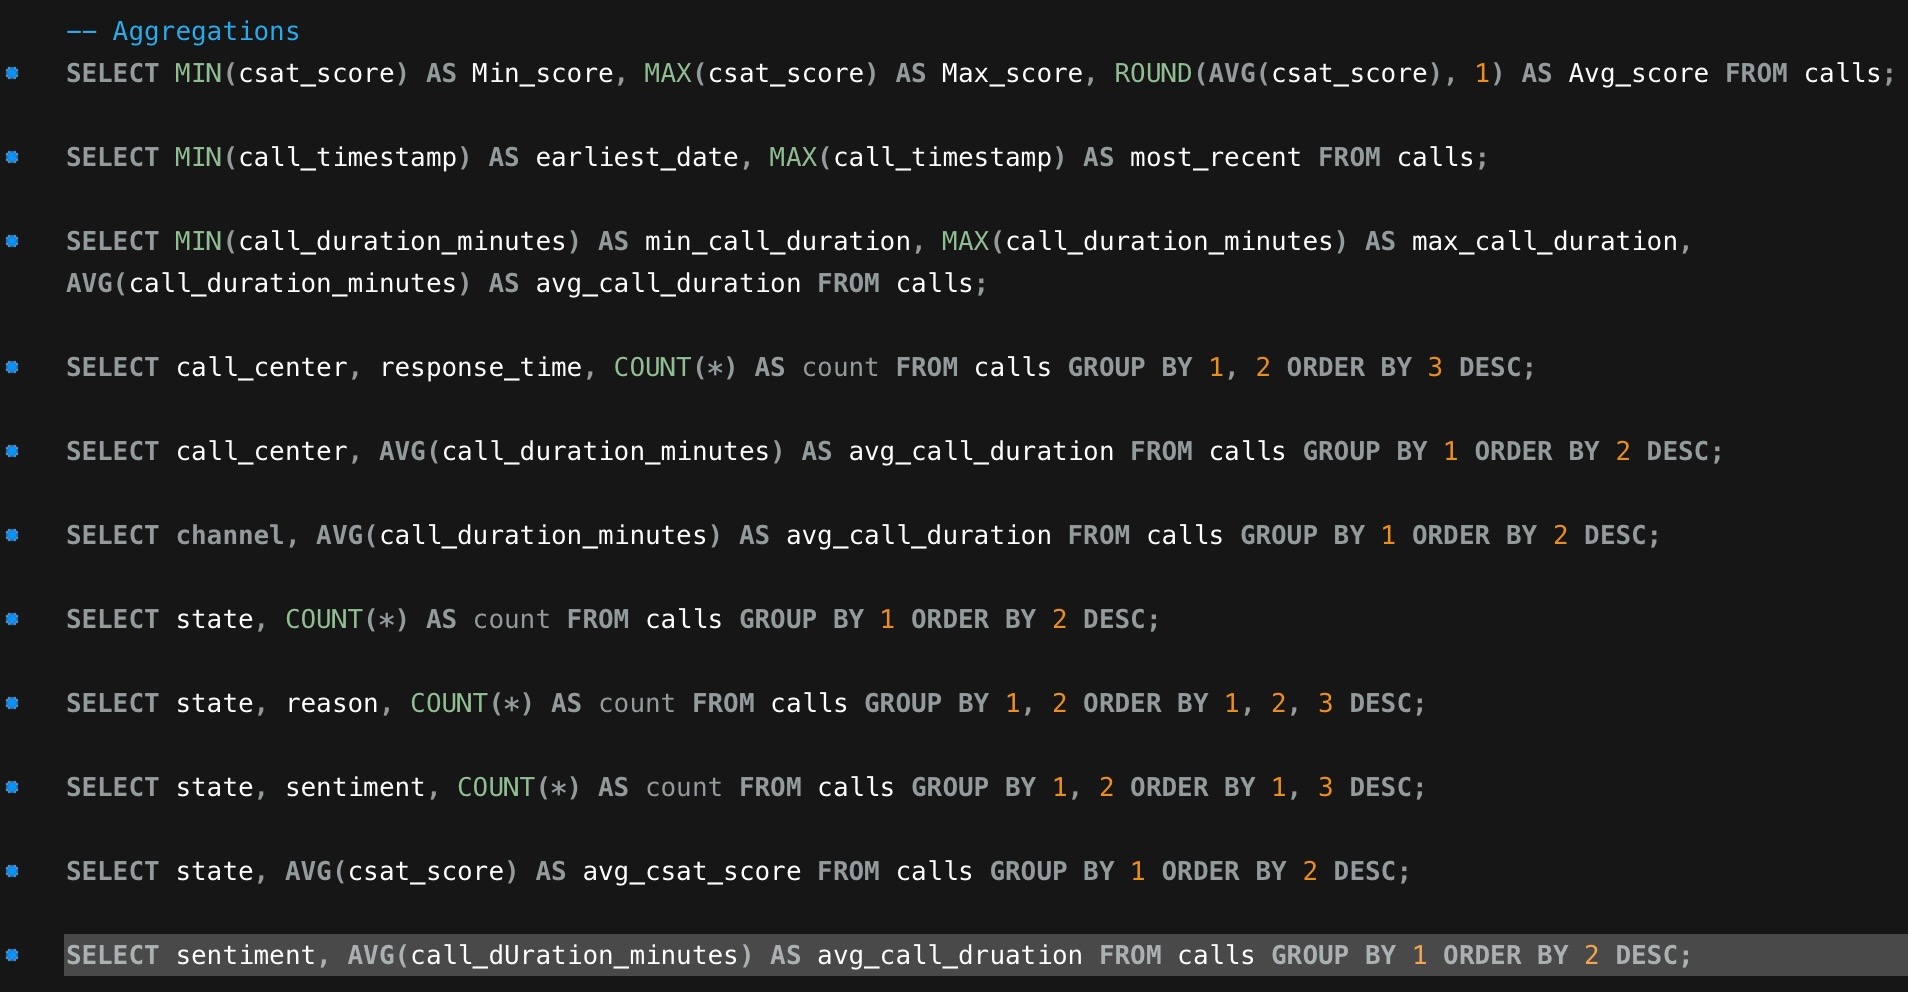 -- Aggregations
SELECT MIN(csat_score) AS Min_score, MAX(csat_score) AS Max_score, ROUND(AVG(csat_score), 1) AS Avg_score FROM calls;
SELECT MIN(call_timestamp) AS earliest_date, MAX(call_timestamp) AS most_recent FROM calls;
SELECT MIN(call_duration_minutes) AS min_call_duration, MAX(call_duration_minutes) AS max_call_duration,
AVG(call_duration_minutes) AS avg_call_duration FROM calls;
SELECT call_center, response_time, COUNT(*) AS count FROM calls GROUP BY 1, 2 ORDER BY 3 DESC;
SELECT call_center, AVG(call_duration_minutes) AS avg_call_duration FROM calls GROUP BY 1 ORDER BY 2 DESC;
SELECT channel, AVG(call_duration_minutes) AS avg_call_duration FROM calls GROUP BY 1 ORDER BY 2 DESC;
SELECT state, COUNT(*) AS count FROM calls GROUP BY 1 ORDER BY 2 DESC;
SELECT state, reason, COUNT(*) AS count FROM calls GROUP BY 1, 2 ORDER BY 1, 2, 3 DESC;
SELECT state, sentiment, COUNT(*) AS count FROM calls GROUP BY 1, 2 ORDER BY 1, 3 DESC;
SELECT state, AVG(csat_score) AS avg_csat_score FROM calls GROUP BY 1 ORDER BY 2 DESC;
SELECT sentiment, AVG(call_dUration_minutes) AS avg_call_druation FROM calls GROUP BY 1 ORDER BY 2 DESC;